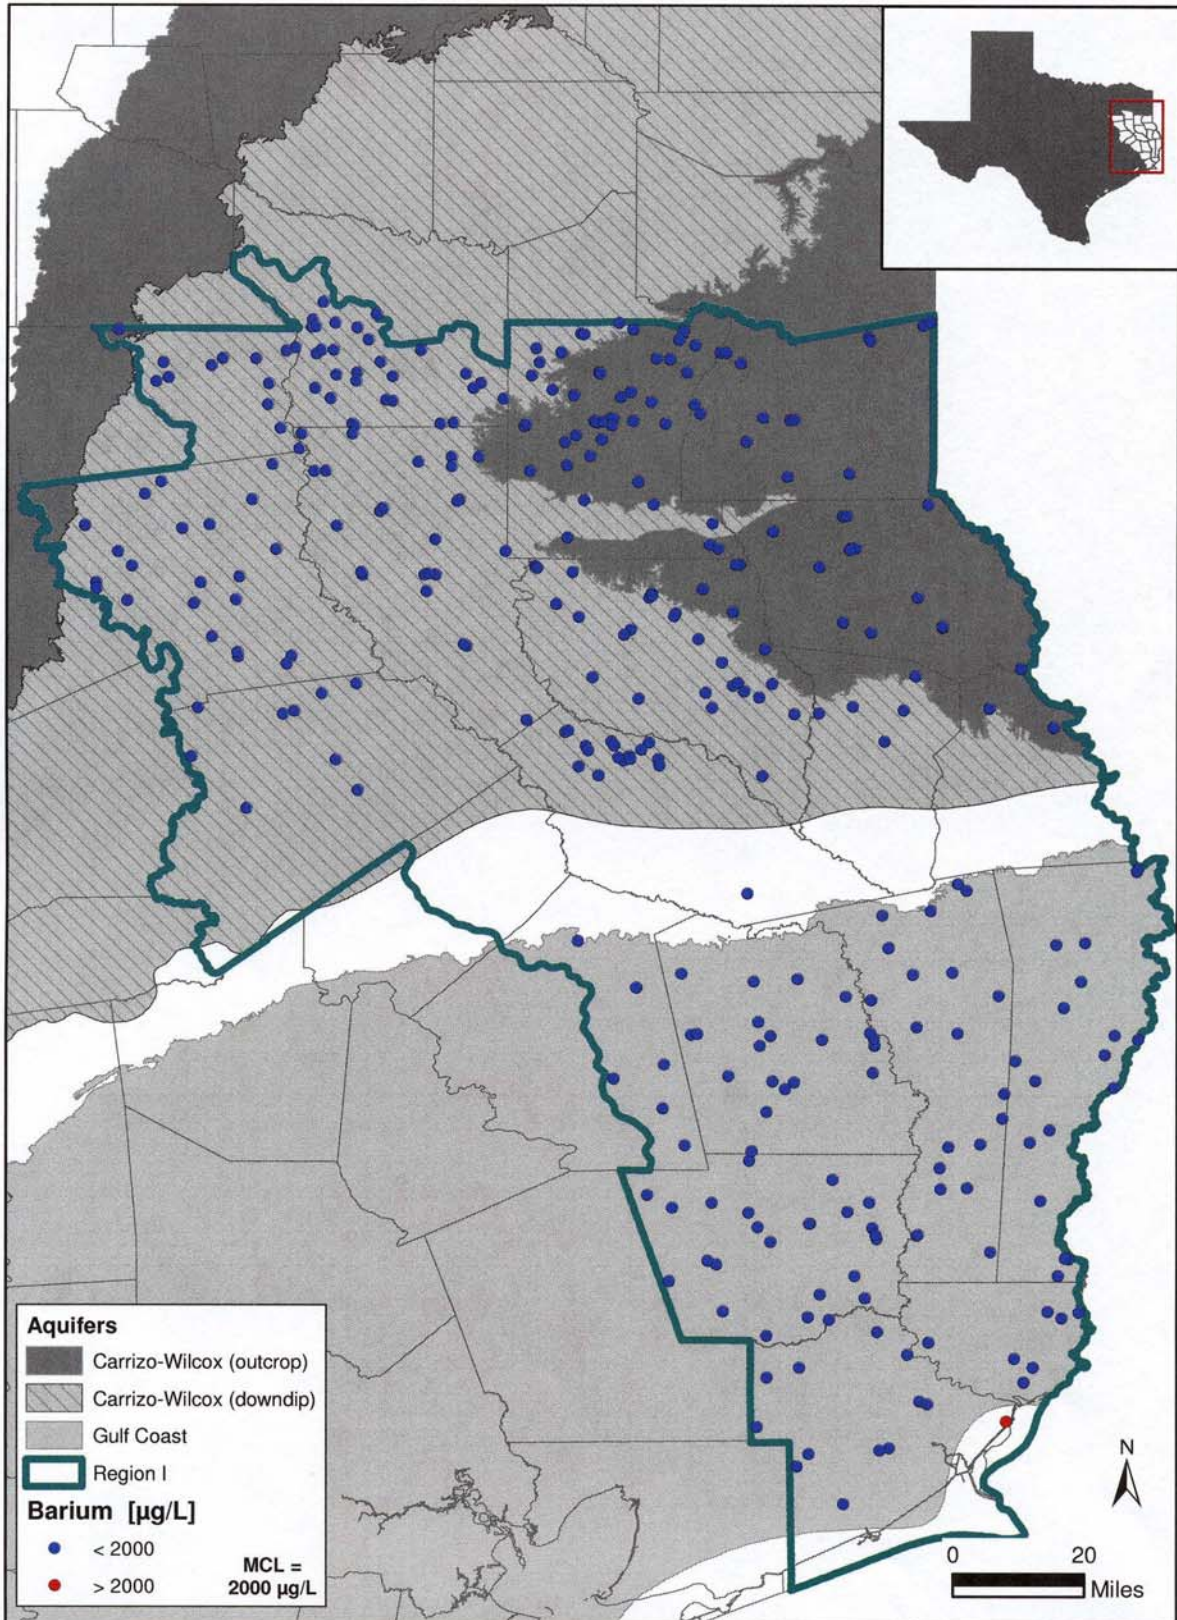 Aquifers
Carrizo-Wilcox (outcrop)
Carrizo-Wilcox (downdip)
Gulf Coast
Region I
Barium [µg/L]
< 2000
> 2000
MCL =
2000 µg/L
N
0 20
Miles